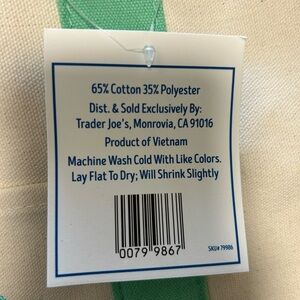 65% Cotton 35% Polyester
Dist. & Sold Exclusively By:
Trader Joe's, Monrovia, CA 91016
Product of Vietnam
Machine Wash Cold With Like Colors.
Lay Flat To Dry; Will Shrink Slightly
0079 9867
SKU# 79986